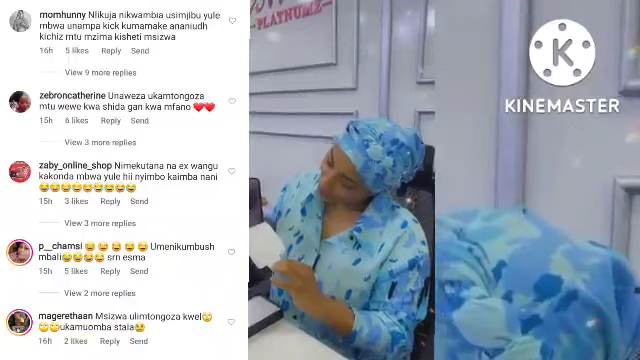 momhunny Nlikuja nikwambia usimjibu yule
mbwa unampa kick kumamake ananiudh
kichiz mtu mzima kisheti msizwa
16h 5 likes Reply Send
View 9 more replies
zebroncatherine Unaweza ukamtongoza
mtu wewe kwa shida gan kwa mfano ❤️❤️
15h 6 likes Reply Send
View 3 more replies
zaby_online_shop Nimekutana na ex wangu
kakonda mbwa yule hii nyimbo kaimba nani
😂😂😂😂😂😂😂😂😂
15h 3 likes Reply Send
View 3 more replies
p__chamsi 😂😂😂😂😂 Umenikumbush
mbali😂😂😂😂 srn esma
15h 5 likes Reply Send
View 2 more replies
magerethaan Msizwa ulimtongoza kwel🙄
🙄🙄ukamuomba staia😢
16h 2 likes Reply Send
PLATNUMZ
KINEMASTER